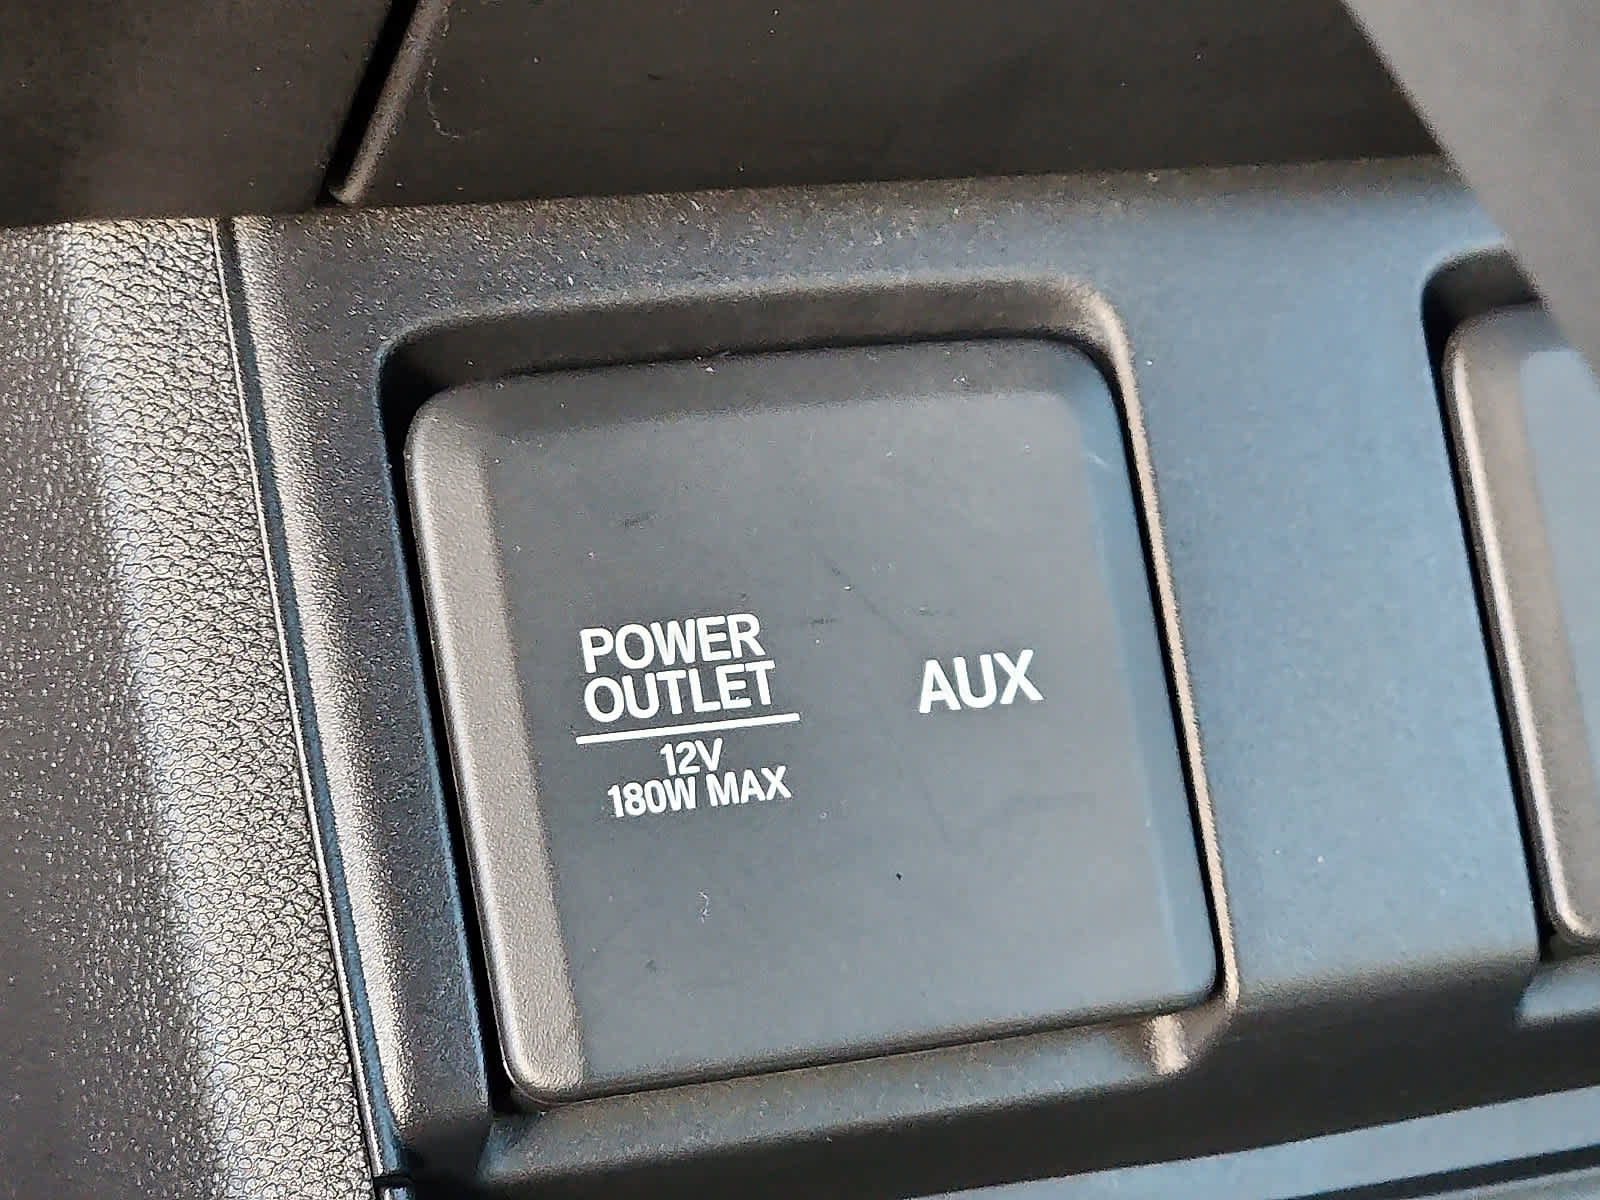 POWER
OUTLET
12V
180W MAX
AUX